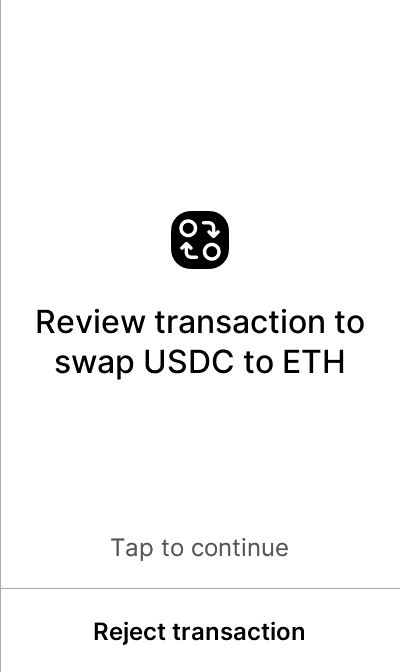 Review transaction to
swap USDC to ETH
Tap to continue
Reject transaction